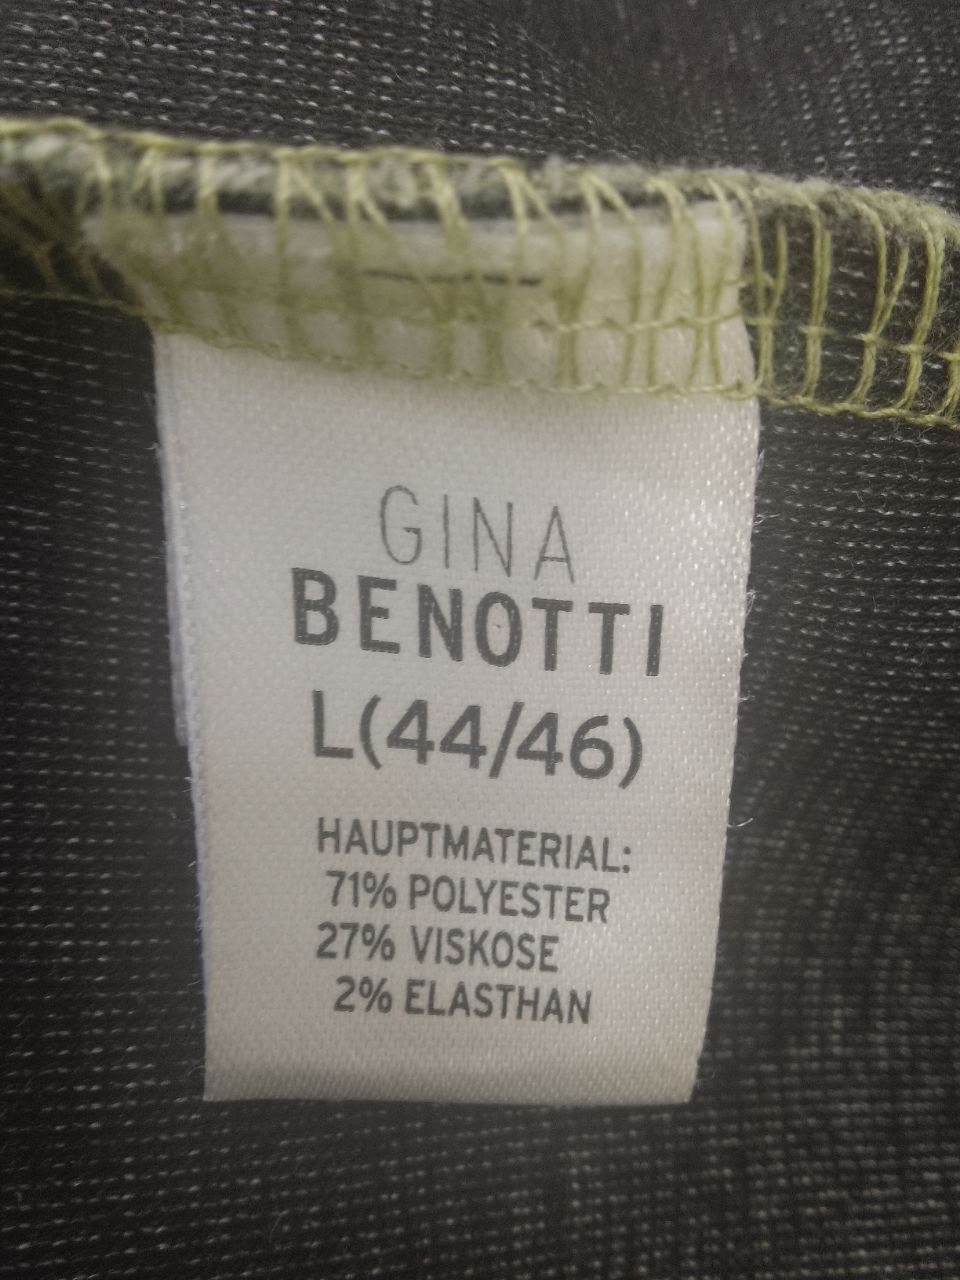 GINA
BENOTTI
L(44/46)
HAUPTMATERIAL:
71% POLYESTER
27% VISKOSE
2% ELASTHAN